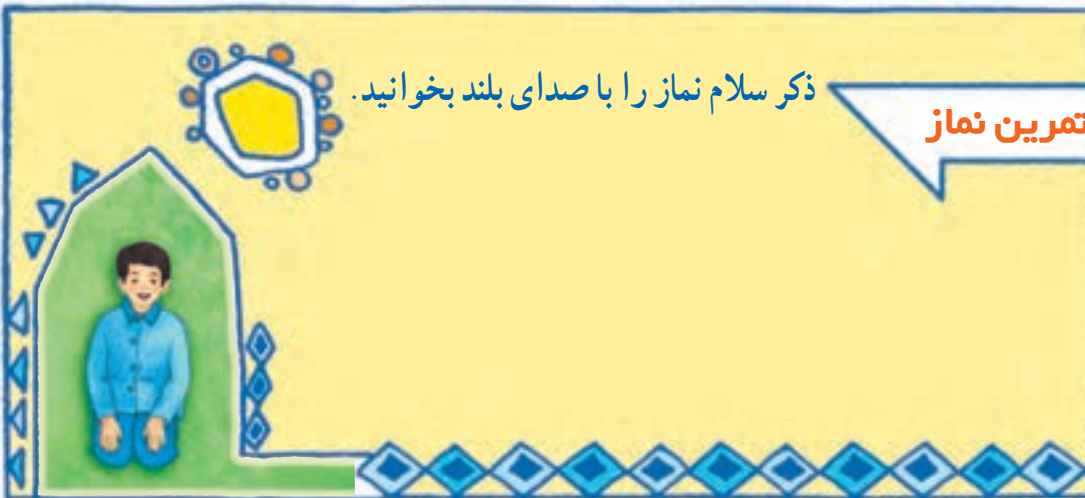 تمرین نماز
ذکر سلام نماز را با صدای بلند بخوانید.